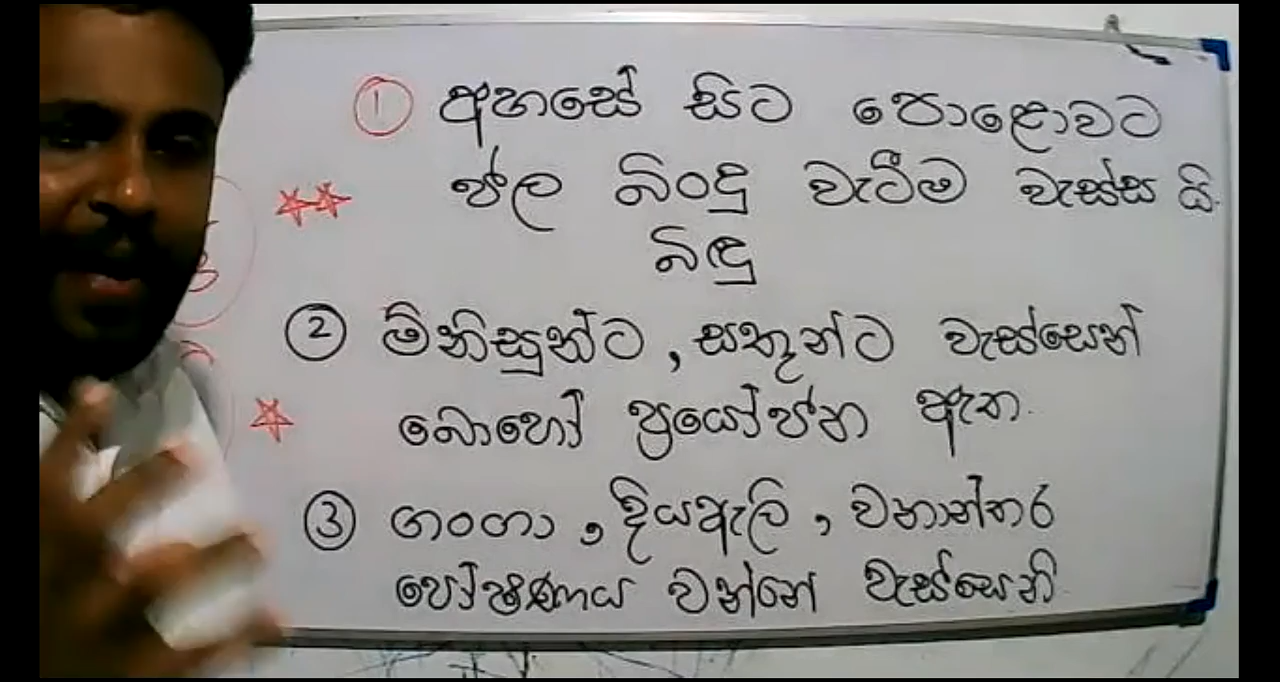 ① අහසේ සිට පොළොවට
ජල බිංදු වැටීම වැස්ස යි.
බිඳු
② මිනිසුන්ට, සතුන්ට වැස්සෙන්
බොහෝ ප්‍රයෝජන ඇත.
③ ගංගා, දියඇලි, වනාන්තර
පෝෂණය වන්නේ වැස්සෙනි